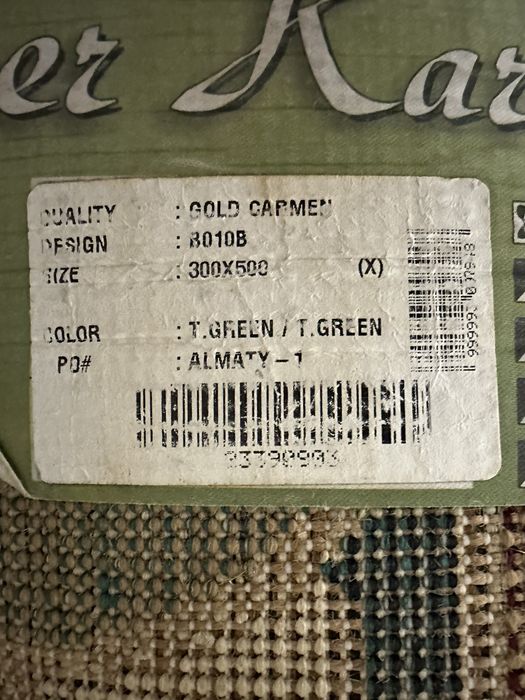 er Kar
QUALITY : GOLD CARMEN
DESIGN : 8010B
SIZE : 300X500 (X)
COLOR : T.GREEN / T.GREEN
PO# : ALMATY-1